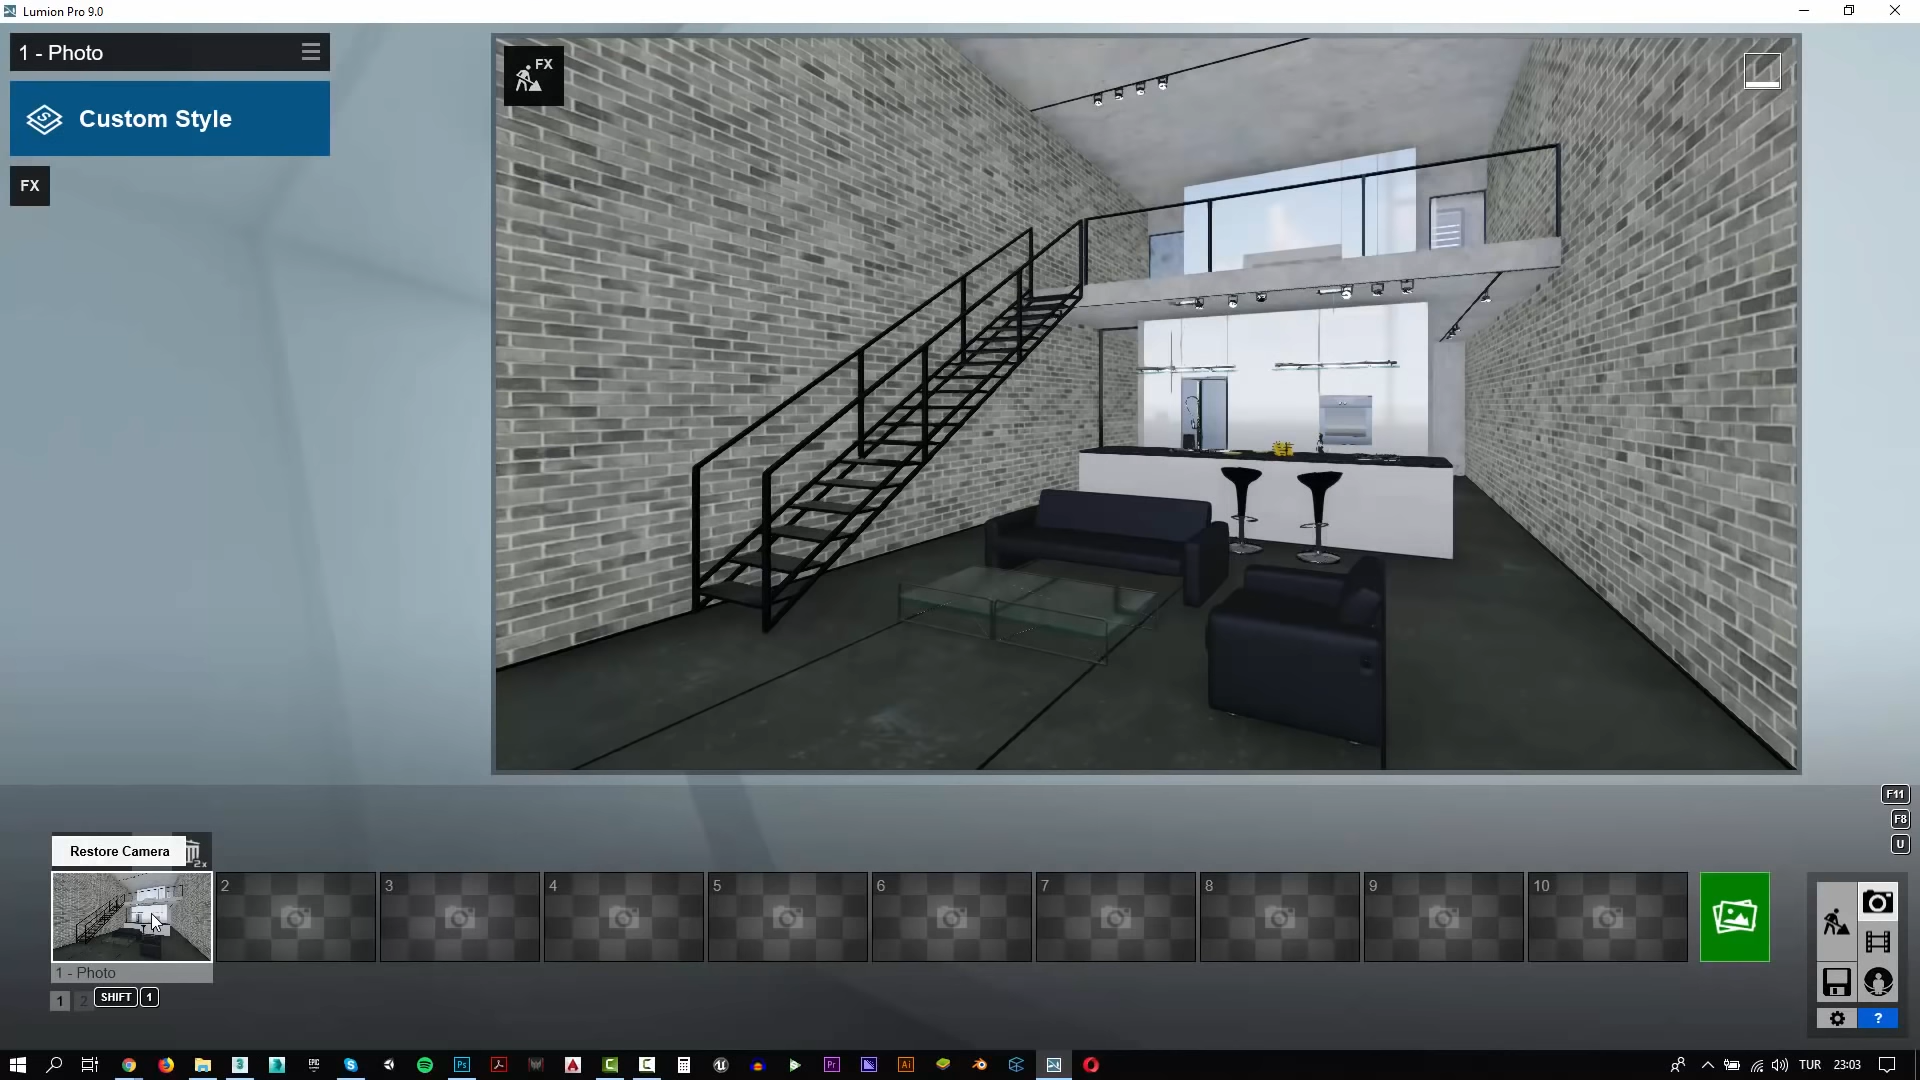 Lumion Pro 9.0
1 - Photo
Custom Style
FX
FX
F11
F8
U
Restore Camera
2x
2
3
4
5
6
7
8
9
10
1 - Photo
1 2 SHIFT 1
?
TUR 23:03